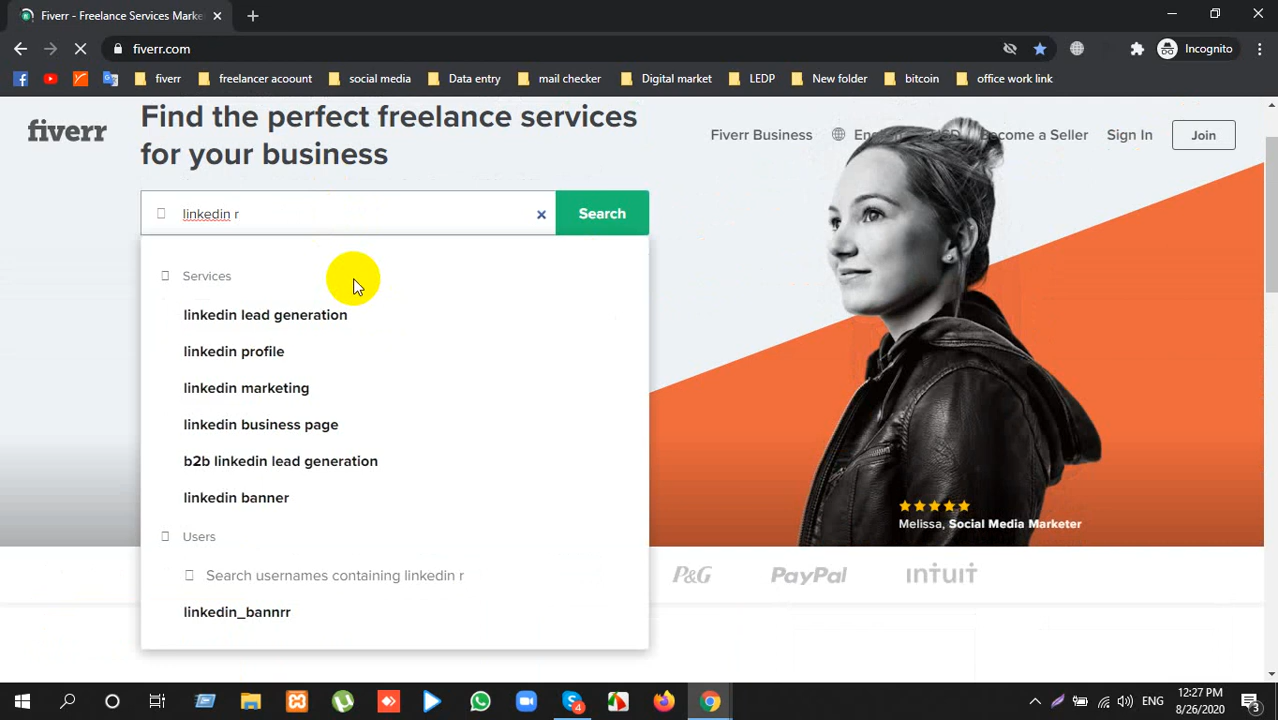 Fiverr - Freelance Services Marke
fiverr.com
Incognito
fiverr
freelancer acoount
social media
Data entry
mail checker
Digital market
LEDP
New folder
bitcoin
office work link
fiverr
Find the perfect freelance services
for your business
Fiverr Business
Become a Seller
Sign In
Join
linkedin r
Search
Services
linkedin lead generation
linkedin profile
linkedin marketing
linkedin business page
b2b linkedin lead generation
linkedin banner
Users
Search usernames containing linkedin r
linkedin_bannrr
Melissa, Social Media Marketer
P&G
PayPal
intuit
4
ENG
12:27 PM
8/26/2020
3